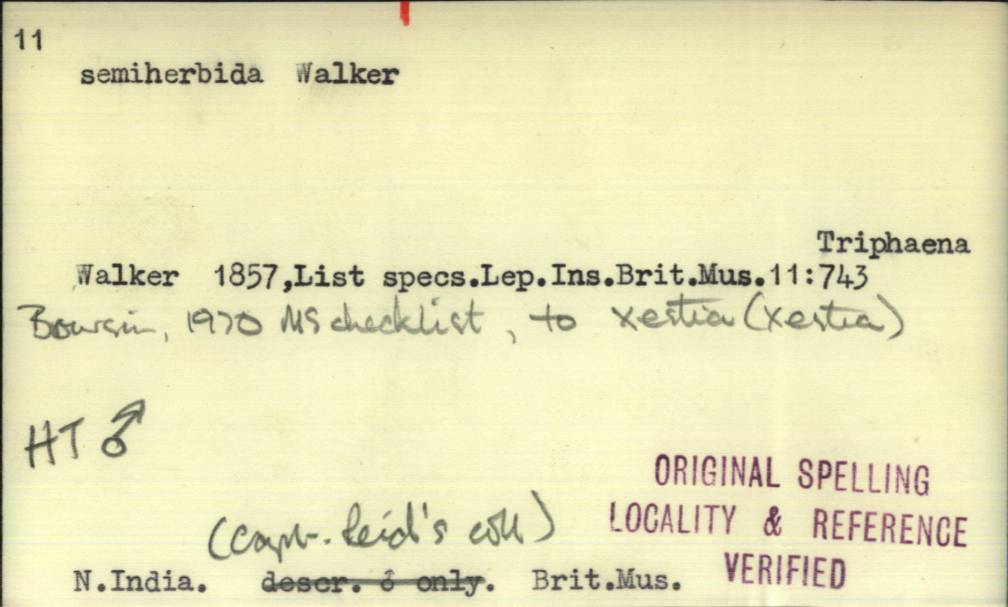 11
semiherbida Walker
Triphaena
Walker 1857,List specs.Lep.Ins.Brit.Mus.11:743
Boursin, 1970 MS checklist, to Xestia (Xestia)
HT ♂
ORIGINAL SPELLING
LOCALITY & REFERENCE
VERIFIED
(Capt. Reid's coll)
N.India. descr. ♂ only. Brit.Mus.